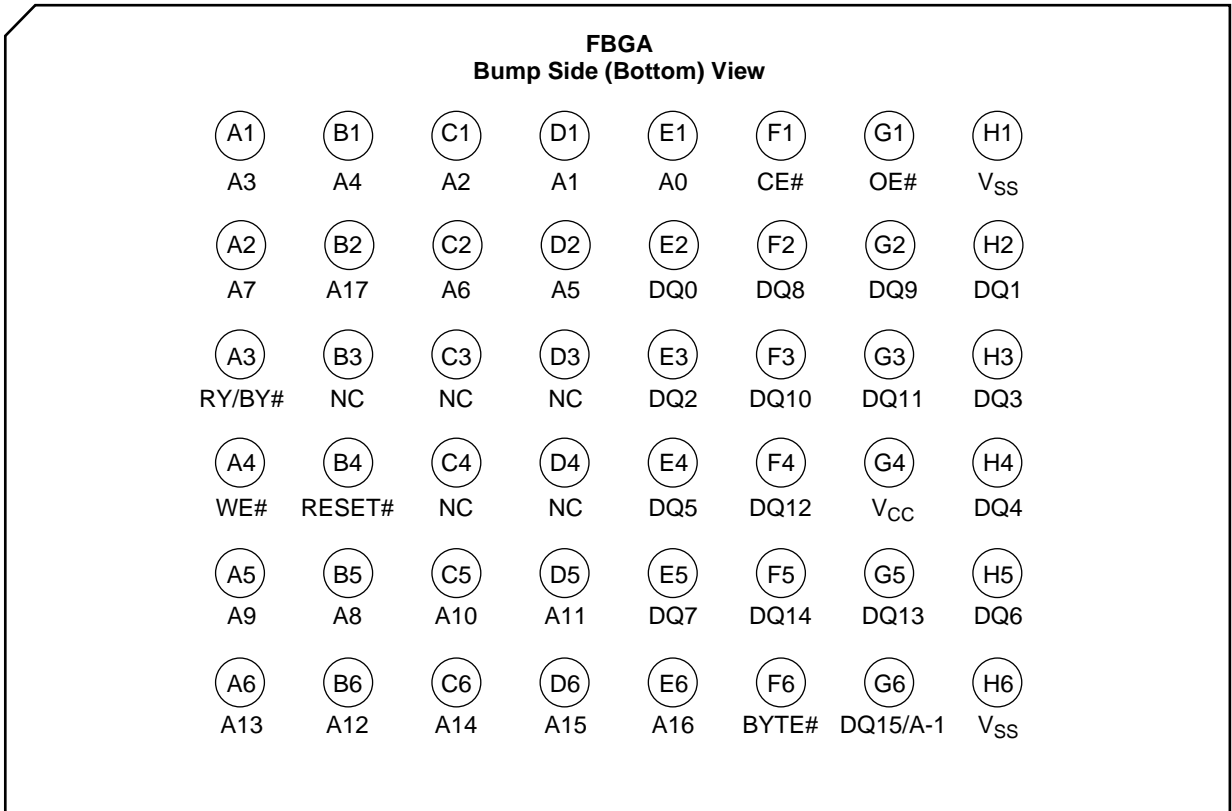 FBGA
Bump Side (Bottom) View
A1 B1 C1 D1 E1 F1 G1 H1
A3 A4 A2 A1 A0 CE# OE# VSS
A2 B2 C2 D2 E2 F2 G2 H2
A7 A17 A6 A5 DQ0 DQ8 DQ9 DQ1
A3 B3 C3 D3 E3 F3 G3 H3
RY/BY# NC NC NC DQ2 DQ10 DQ11 DQ3
A4 B4 C4 D4 E4 F4 G4 H4
WE# RESET# NC NC DQ5 DQ12 VCC DQ4
A5 B5 C5 D5 E5 F5 G5 H5
A9 A8 A10 A11 DQ7 DQ14 DQ13 DQ6
A6 B6 C6 D6 E6 F6 G6 H6
A13 A12 A14 A15 A16 BYTE# DQ15/A-1 VSS